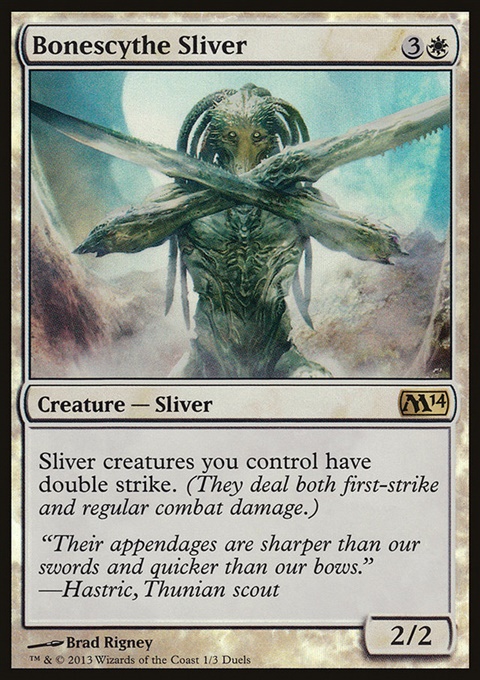 Bonescythe Sliver 3
Creature — Sliver
M14
Sliver creatures you control have
double strike. (They deal both first-strike
and regular combat damage.)
“Their appendages are sharper than our
swords and quicker than our bows.”
—Hastric, Thunian scout
Brad Rigney
2/2
™ & © 2013 Wizards of the Coast 1/3 Duels